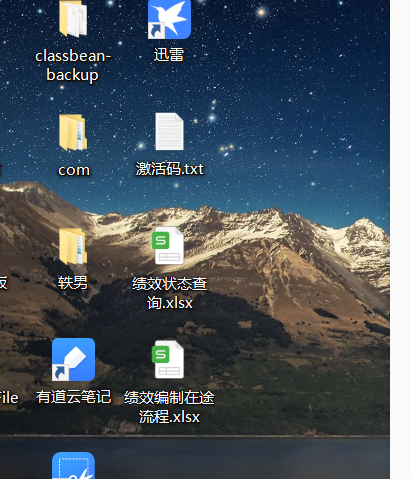 classbean-
backup
迅雷
com
激活码.txt
轶男
绩效状态查
询.xlsx
File
有道云笔记
绩效编制在途
流程.xlsx